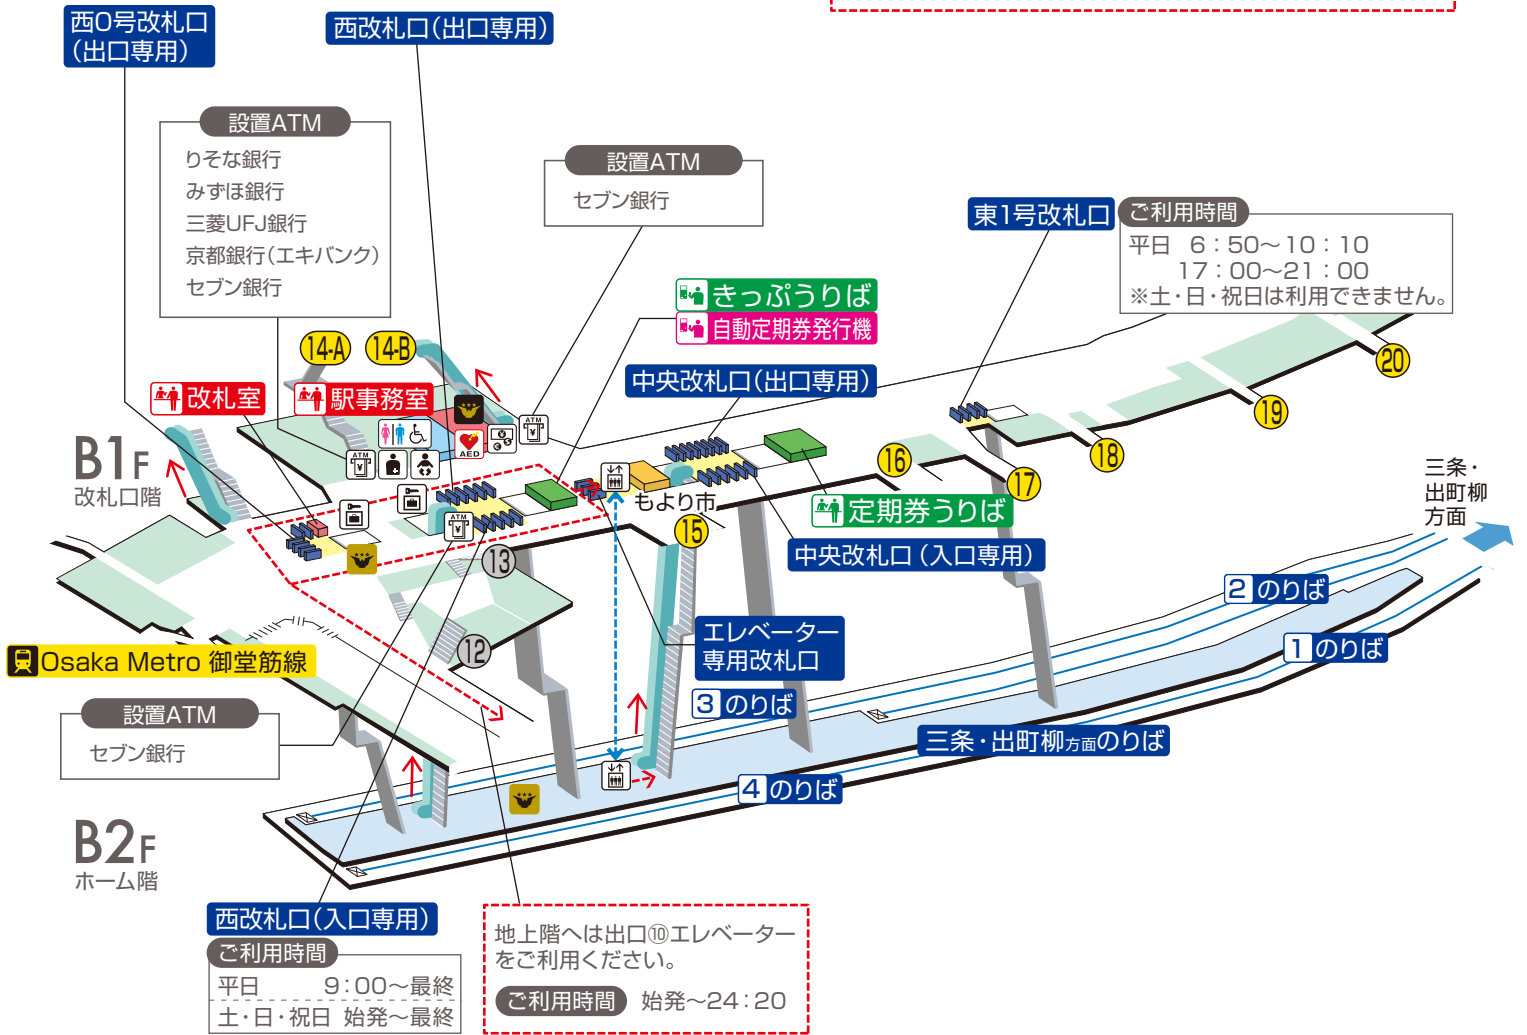 西0号改札口
(出口専用)
西改札口(出口専用)
設置ATM
りそな銀行
みずほ銀行
三菱UFJ銀行
京都銀行(エキバンク)
セブン銀行
設置ATM
セブン銀行
東1号改札口
ご利用時間
平日 6:50〜10:10
17:00〜21:00
※土・日・祝日は利用できません。
きっぷうりば
自動定期券発行機
14-A
14-B
中央改札口(出口専用)
20
19
18
17
16
改札室
駅事務室
ATM
¥
AED
ATM
¥
B1F
改札口階
もより市
15
定期券うりば
中央改札口(入口専用)
三条・
出町柳
方面
ATM
¥
13
12
2 のりば
1 のりば
エレベーター
専用改札口
Osaka Metro 御堂筋線
3 のりば
設置ATM
セブン銀行
三条・出町柳方面のりば
4 のりば
B2F
ホーム階
西改札口(入口専用)
ご利用時間
平日 9:00〜最終
土・日・祝日 始発〜最終
地上階へは出口⑩エレベーター
をご利用ください。
ご利用時間 始発〜24:20